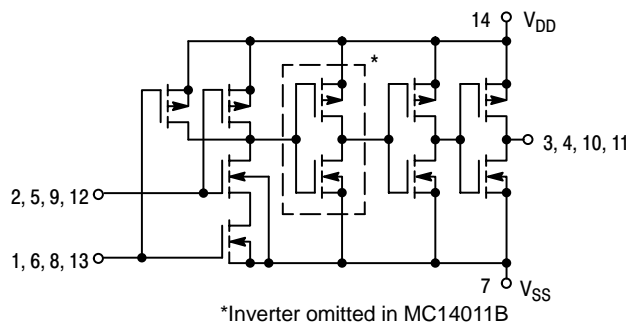 14 VDD
*
2, 5, 9, 12
3, 4, 10, 11
1, 6, 8, 13
7 VSS
*Inverter omitted in MC14011B